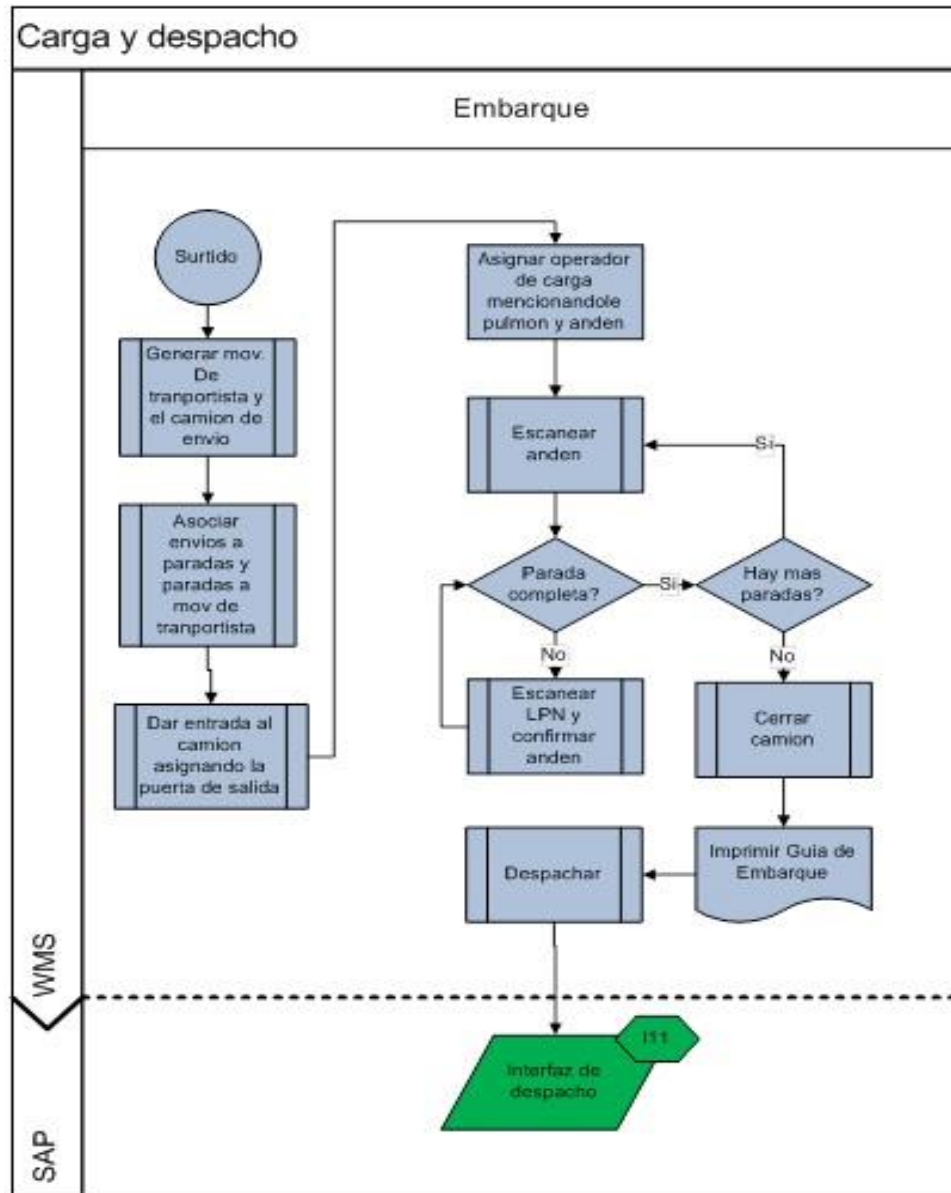 Carga y despacho
Embarque
Surtido
Generar mov.
De
tranportista y
el camion de
envio
Asociar
envios a
paradas y
paradas a
mov de
tranportista
Dar entrada al
camion
asignando la
puerta de salida
Asignar operador
de carga
mencionandole
pulmon y anden
Escanear
anden
Sí
Parada
completa?
Sí
Hay mas
paradas?
No
No
Escanear
LPN y
confirmar
anden
Cerrar
camion
Imprimir Guia de
Embarque
Despachar
WMS
I11
Interfaz de
despacho
SAP